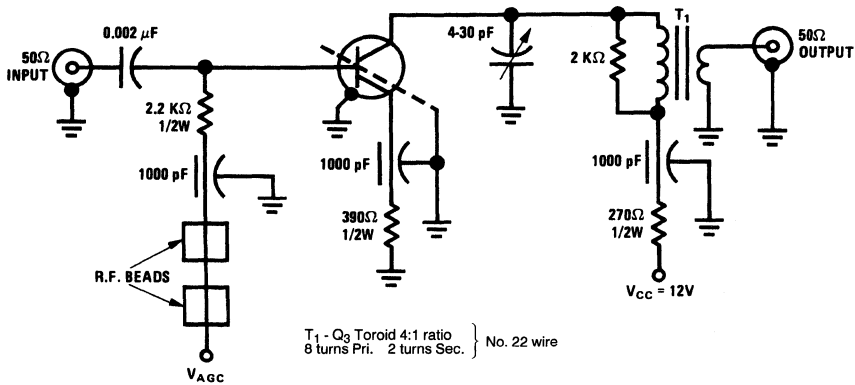 50Ω
INPUT
0.002 μF
2.2 KΩ
1/2W
1000 pF
R.F. BEADS
VAGC
1000 pF
390Ω
1/2W
4-30 pF
2 KΩ
T1
50Ω
OUTPUT
1000 pF
270Ω
1/2W
VCC = 12V
T1 - Q3 Toroid 4:1 ratio
8 turns Pri. 2 turns Sec.
No. 22 wire